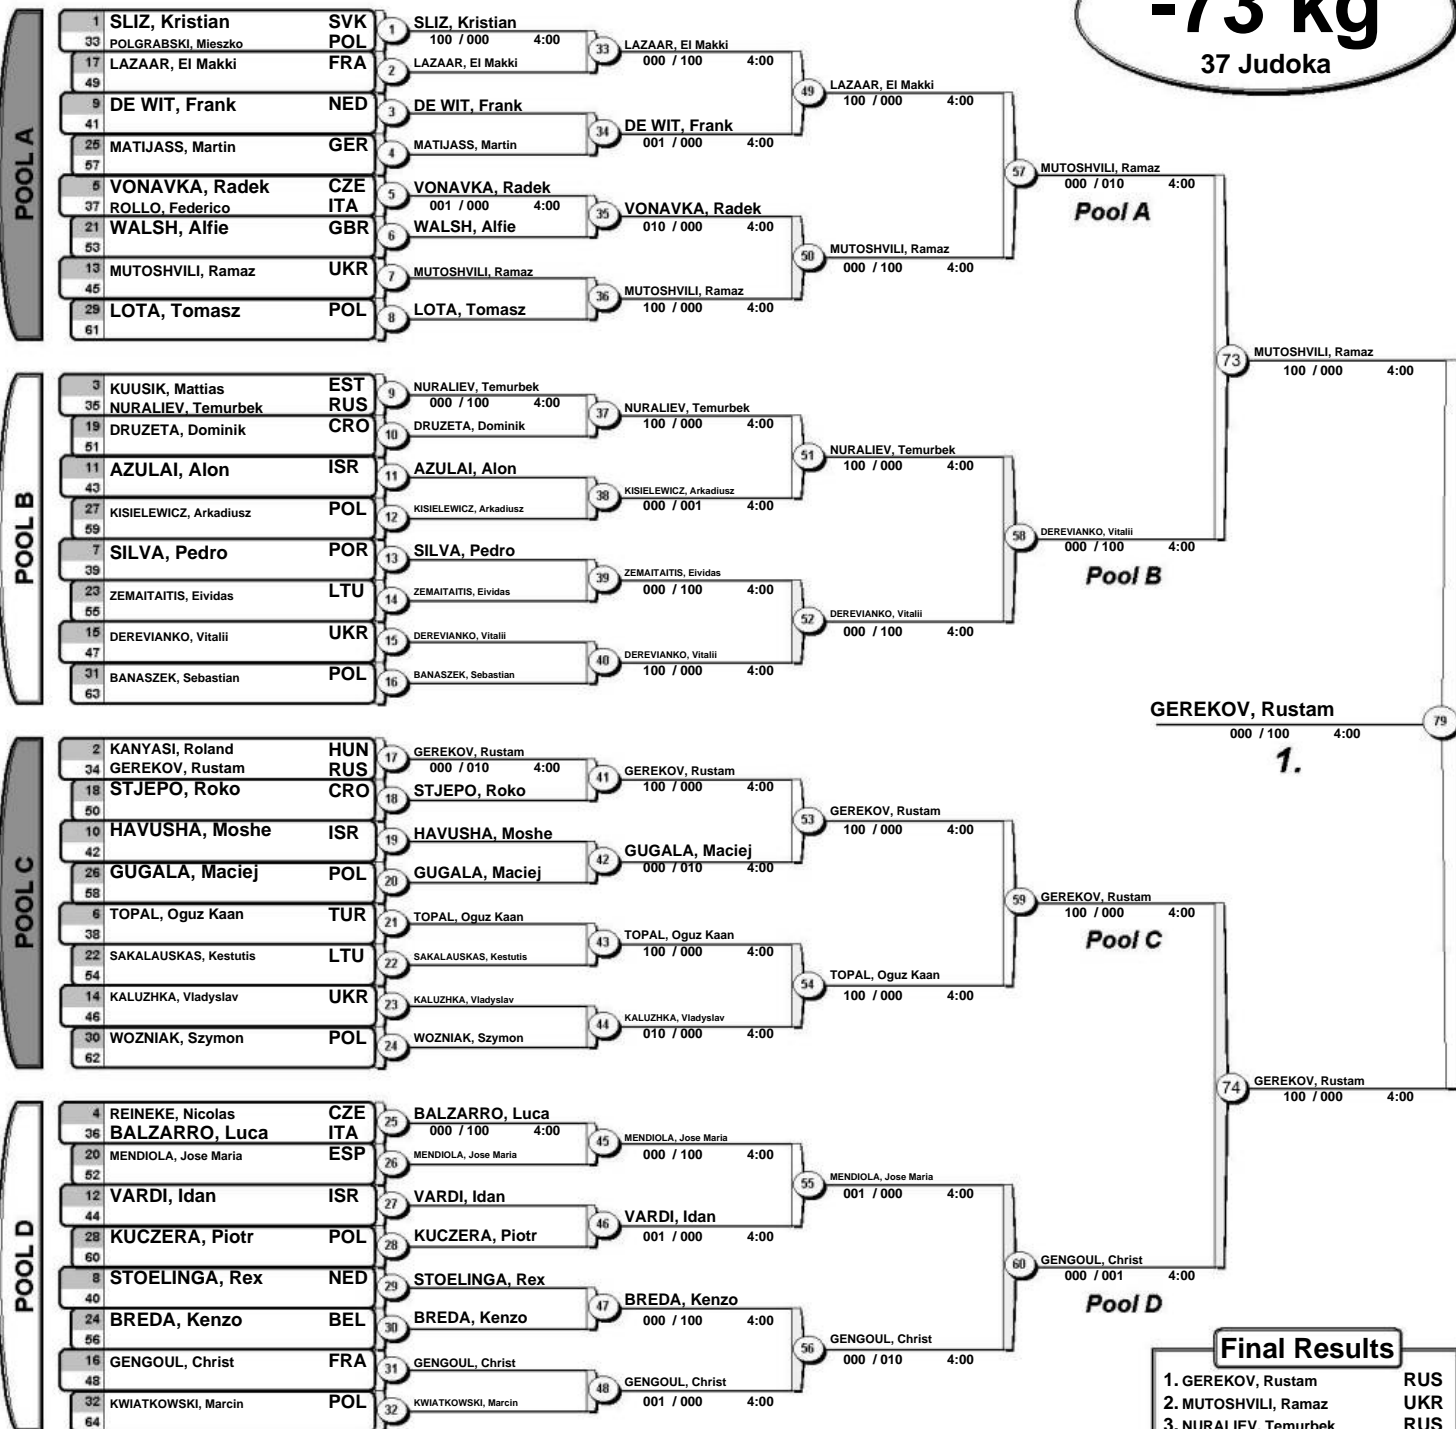 -73 kg
37 Judoka
POOL A
1 SLIZ, Kristian SVK
33 POLGRABSKI, Mieszko POL
17 LAZAAR, El Makki FRA
49
9 DE WIT, Frank NED
41
25 MATIJASS, Martin GER
57
5 VONAVKA, Radek CZE
37 ROLLO, Federico ITA
21 WALSH, Alfie GBR
53
13 MUTOSHVILI, Ramaz UKR
45
29 LOTA, Tomasz POL
61
1 SLIZ, Kristian
100 / 000 4:00
2 LAZAAR, El Makki
3 DE WIT, Frank
4 MATIJASS, Martin
5 VONAVKA, Radek
001 / 000 4:00
6 WALSH, Alfie
7 MUTOSHVILI, Ramaz
8 LOTA, Tomasz
33 LAZAAR, El Makki
000 / 100 4:00
34 DE WIT, Frank
001 / 000 4:00
35 VONAVKA, Radek
010 / 000 4:00
36 MUTOSHVILI, Ramaz
100 / 000 4:00
49 LAZAAR, El Makki
100 / 000 4:00
50 MUTOSHVILI, Ramaz
000 / 100 4:00
57 MUTOSHVILI, Ramaz
000 / 010 4:00
Pool A
POOL B
3 KUUSIK, Mattias EST
35 NURALIEV, Temurbek RUS
19 DRUZETA, Dominik CRO
51
11 AZULAI, Alon ISR
43
27 KISIELEWICZ, Arkadiusz POL
59
7 SILVA, Pedro POR
39
23 ZEMAITAITIS, Eividas LTU
55
15 DEREVIANKO, Vitalii UKR
47
31 BANASZEK, Sebastian POL
63
9 NURALIEV, Temurbek
000 / 100 4:00
10 DRUZETA, Dominik
11 AZULAI, Alon
12 KISIELEWICZ, Arkadiusz
13 SILVA, Pedro
14 ZEMAITAITIS, Eividas
15 DEREVIANKO, Vitalii
16 BANASZEK, Sebastian
37 NURALIEV, Temurbek
100 / 000 4:00
38 KISIELEWICZ, Arkadiusz
000 / 001 4:00
39 ZEMAITAITIS, Eividas
000 / 100 4:00
40 DEREVIANKO, Vitalii
100 / 000 4:00
51 NURALIEV, Temurbek
100 / 000 4:00
52 DEREVIANKO, Vitalii
000 / 100 4:00
58 DEREVIANKO, Vitalii
000 / 100 4:00
Pool B
73 MUTOSHVILI, Ramaz
100 / 000 4:00
GEREKOV, Rustam 79
000 / 100 4:00
1.
POOL C
2 KANYASI, Roland HUN
34 GEREKOV, Rustam RUS
18 STJEPO, Roko CRO
50
10 HAVUSHA, Moshe ISR
42
26 GUGALA, Maciej POL
58
6 TOPAL, Oguz Kaan TUR
38
22 SAKALAUSKAS, Kestutis LTU
54
14 KALUZHKA, Vladyslav UKR
46
30 WOZNIAK, Szymon POL
62
17 GEREKOV, Rustam
000 / 010 4:00
18 STJEPO, Roko
19 HAVUSHA, Moshe
20 GUGALA, Maciej
21 TOPAL, Oguz Kaan
22 SAKALAUSKAS, Kestutis
23 KALUZHKA, Vladyslav
24 WOZNIAK, Szymon
41 GEREKOV, Rustam
100 / 000 4:00
42 GUGALA, Maciej
000 / 010 4:00
43 TOPAL, Oguz Kaan
100 / 000 4:00
44 KALUZHKA, Vladyslav
010 / 000 4:00
53 GEREKOV, Rustam
100 / 000 4:00
54 TOPAL, Oguz Kaan
100 / 000 4:00
59 GEREKOV, Rustam
100 / 000 4:00
Pool C
POOL D
4 REINEKE, Nicolas CZE
36 BALZARRO, Luca ITA
20 MENDIOLA, Jose Maria ESP
52
12 VARDI, Idan ISR
44
28 KUCZERA, Piotr POL
60
8 STOELINGA, Rex NED
40
24 BREDA, Kenzo BEL
56
16 GENGOUL, Christ FRA
48
32 KWIATKOWSKI, Marcin POL
64
25 BALZARRO, Luca
000 / 100 4:00
26 MENDIOLA, Jose Maria
27 VARDI, Idan
28 KUCZERA, Piotr
29 STOELINGA, Rex
30 BREDA, Kenzo
31 GENGOUL, Christ
32 KWIATKOWSKI, Marcin
45 MENDIOLA, Jose Maria
000 / 100 4:00
46 VARDI, Idan
001 / 000 4:00
47 BREDA, Kenzo
000 / 100 4:00
48 GENGOUL, Christ
001 / 000 4:00
55 MENDIOLA, Jose Maria
001 / 000 4:00
56 GENGOUL, Christ
000 / 010 4:00
60 GENGOUL, Christ
000 / 001 4:00
Pool D
74 GEREKOV, Rustam
100 / 000 4:00
Final Results
1. GEREKOV, Rustam RUS
2. MUTOSHVILI, Ramaz UKR
3. NURALIEV, Temurbek RUS